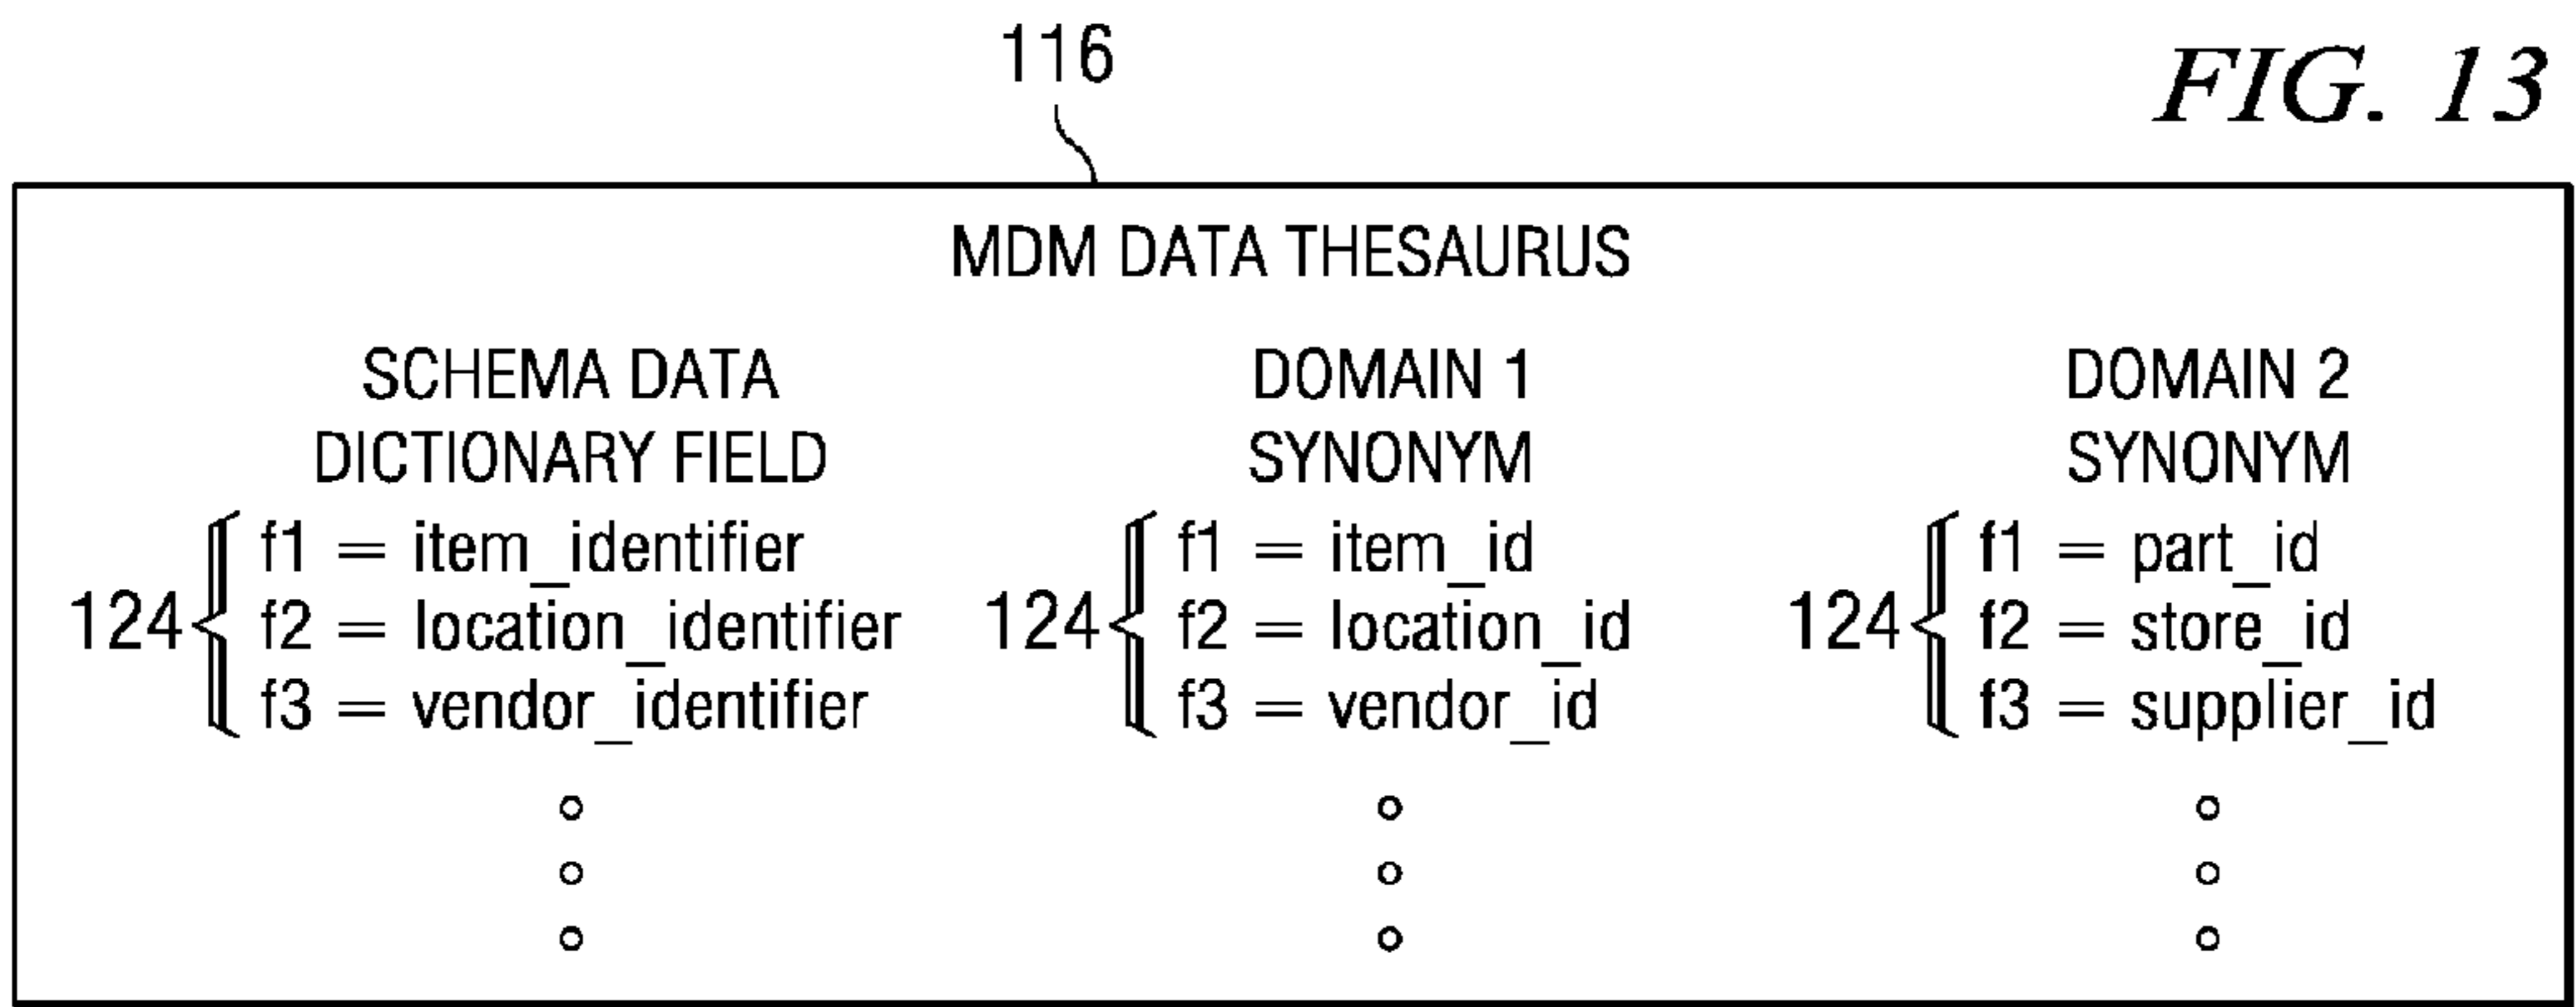 116
FIG. 13
MDM DATA THESAURUS
SCHEMA DATA
DICTIONARY FIELD
124
f1 = item_identifier
f2 = location_identifier
f3 = vendor_identifier
DOMAIN 1
SYNONYM
124
f1 = item_id
f2 = location_id
f3 = vendor_id
DOMAIN 2
SYNONYM
124
f1 = part_id
f2 = store_id
f3 = supplier_id